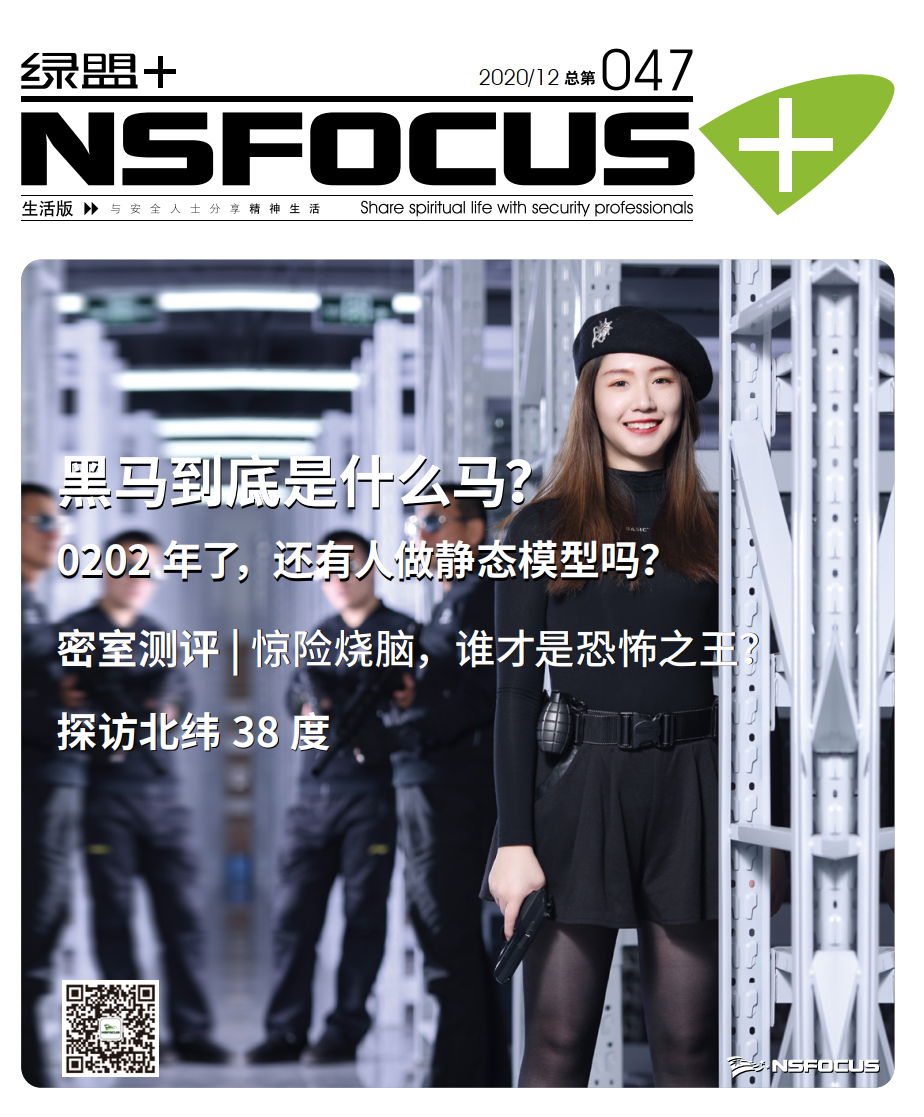 绿盟+
2020/12 总第 047
NSFOCUS
生活版 与安全人士分享精神生活 Share spiritual life with security professionals
黑马到底是什么马？
0202 年了，还有人做静态模型吗？
密室测评 | 惊险烧脑，谁才是恐怖之王？
探访北纬 38 度
NSFOCUS